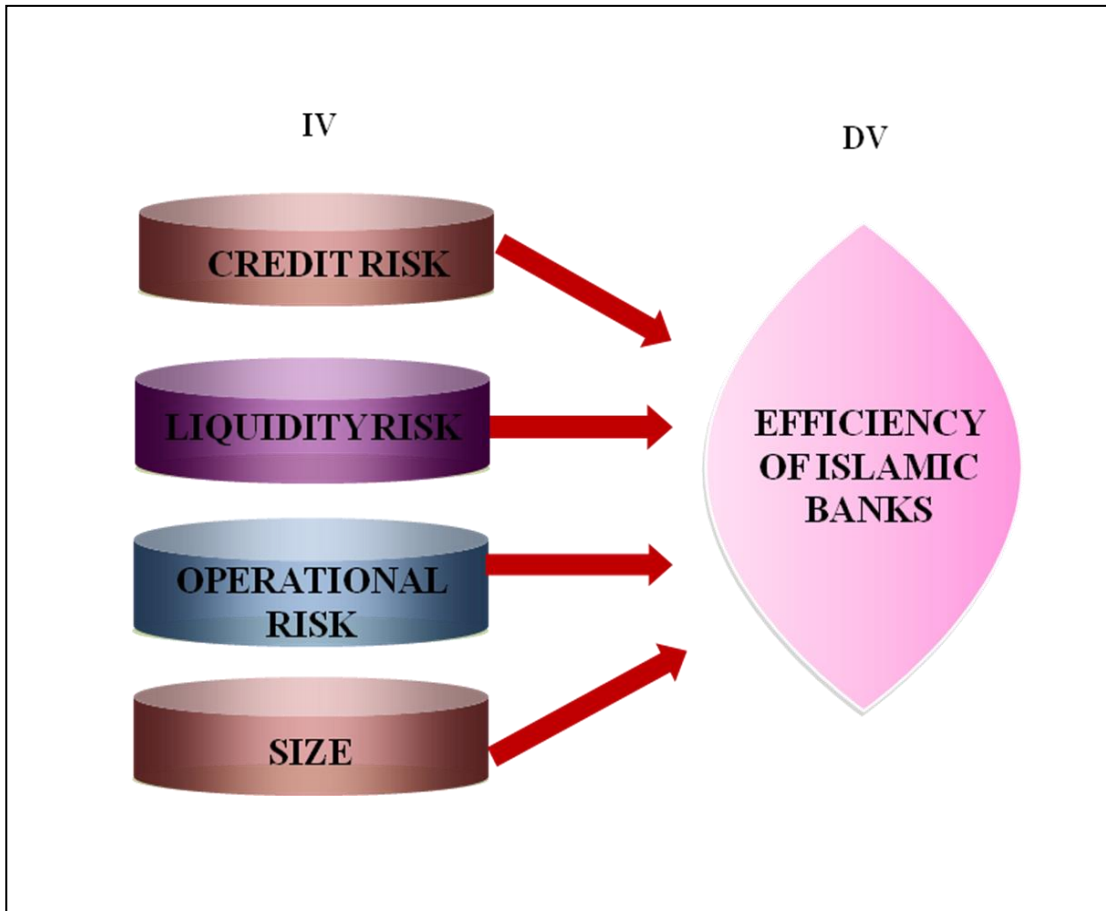 IV
DV
CREDIT RISK
LIQUIDITY RISK
OPERATIONAL
RISK
SIZE
EFFICIENCY
OF ISLAMIC
BANKS